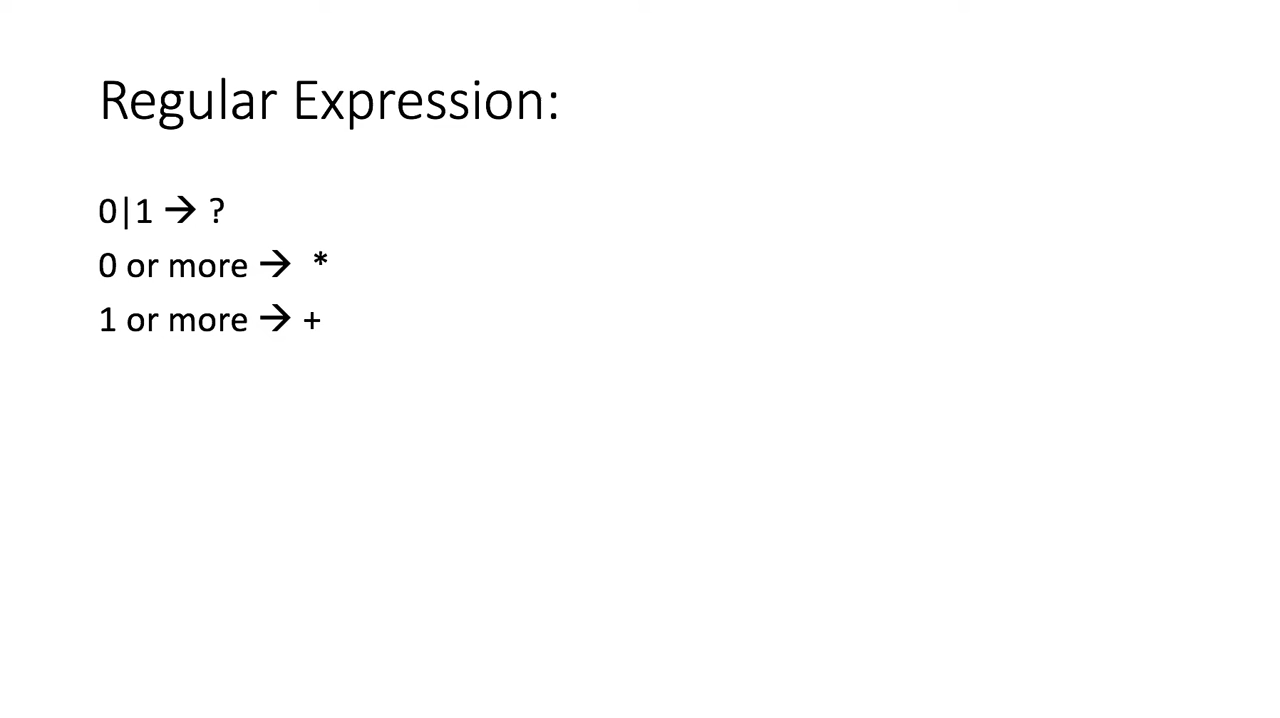 Regular Expression:
0|1 → ?
0 or more → *
1 or more → +